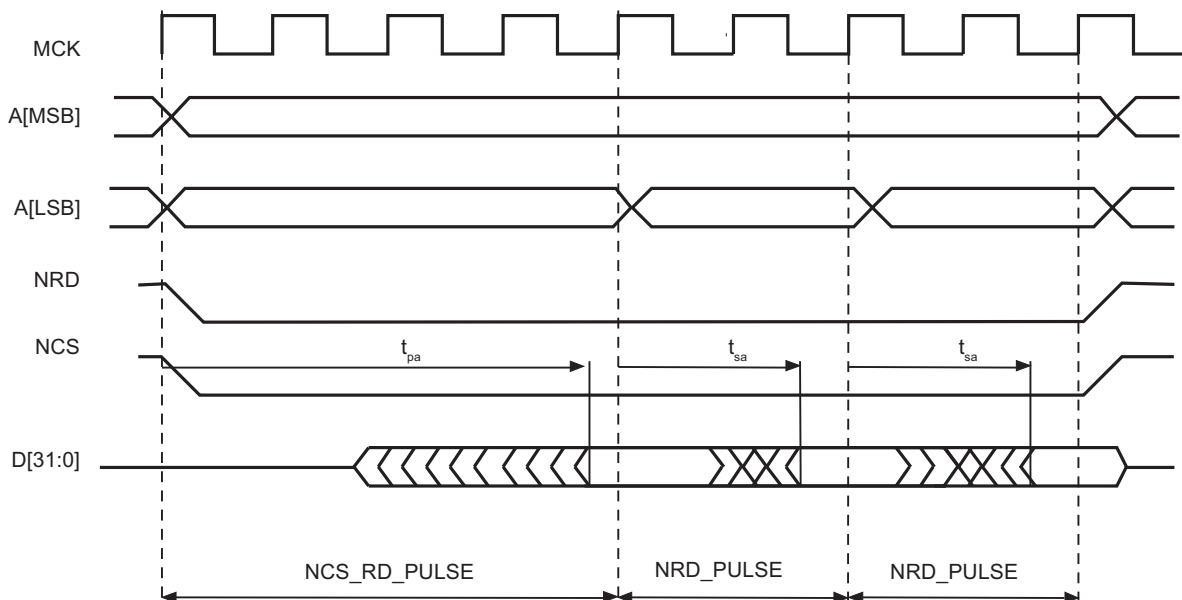 MCK
A[MSB]
A[LSB]
NRD
NCS
tpa
tsa
tsa
D[31:0]
NCS_RD_PULSE
NRD_PULSE
NRD_PULSE